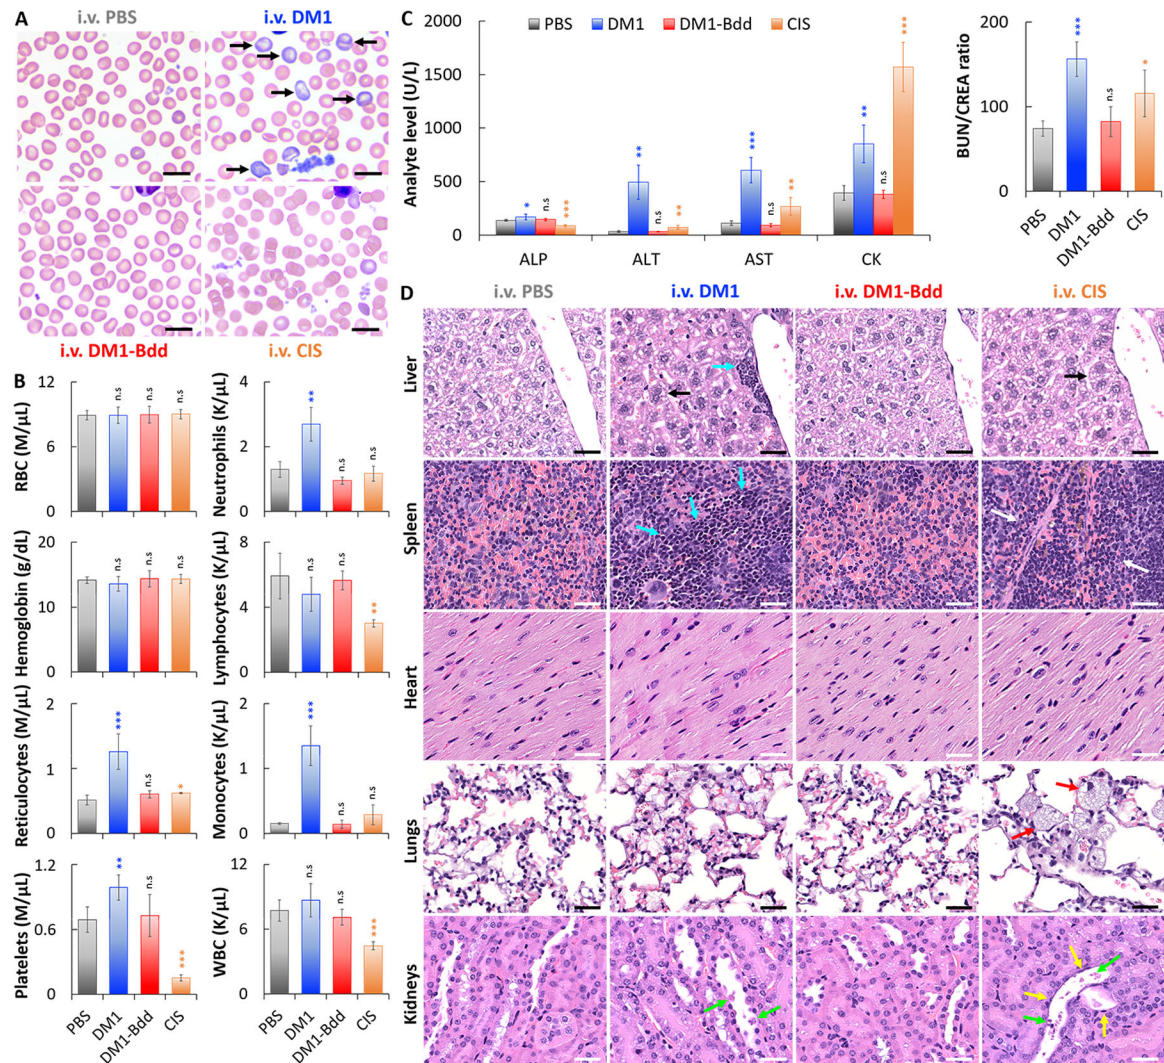 A
i.v. PBS
i.v. DM1
i.v. DM1-Bdd
i.v. CIS
B
RBC (M/μL)
12
6
0
n.s
n.s
n.s
Neutrophils (K/μL)
4
2
0
**
n.s
n.s
Hemoglobin (g/dL)
20
10
0
n.s
n.s
n.s
Lymphocytes (K/μL)
8
4
0
n.s
n.s
**
Reticulocytes (M/μL)
2
1
0
***
n.s
*
Monocytes (K/μL)
2
1
0
***
n.s
n.s
Platelets (M/μL)
1.2
0.6
0
**
n.s
***
PBS
DM1
DM1-Bdd
CIS
WBC (K/μL)
12
6
0
n.s
n.s
***
PBS
DM1
DM1-Bdd
CIS
C
PBS DM1 DM1-Bdd CIS
Analyte level (U/L)
2000
1500
1000
500
0
* n.s ***
** n.s **
*** n.s **
** n.s ***
ALP ALT AST CK
BUN/CREA ratio
200
100
0
***
n.s
*
PBS
DM1
DM1-Bdd
CIS
D
i.v. PBS i.v. DM1 i.v. DM1-Bdd i.v. CIS
Liver
Spleen
Heart
Lungs
Kidneys